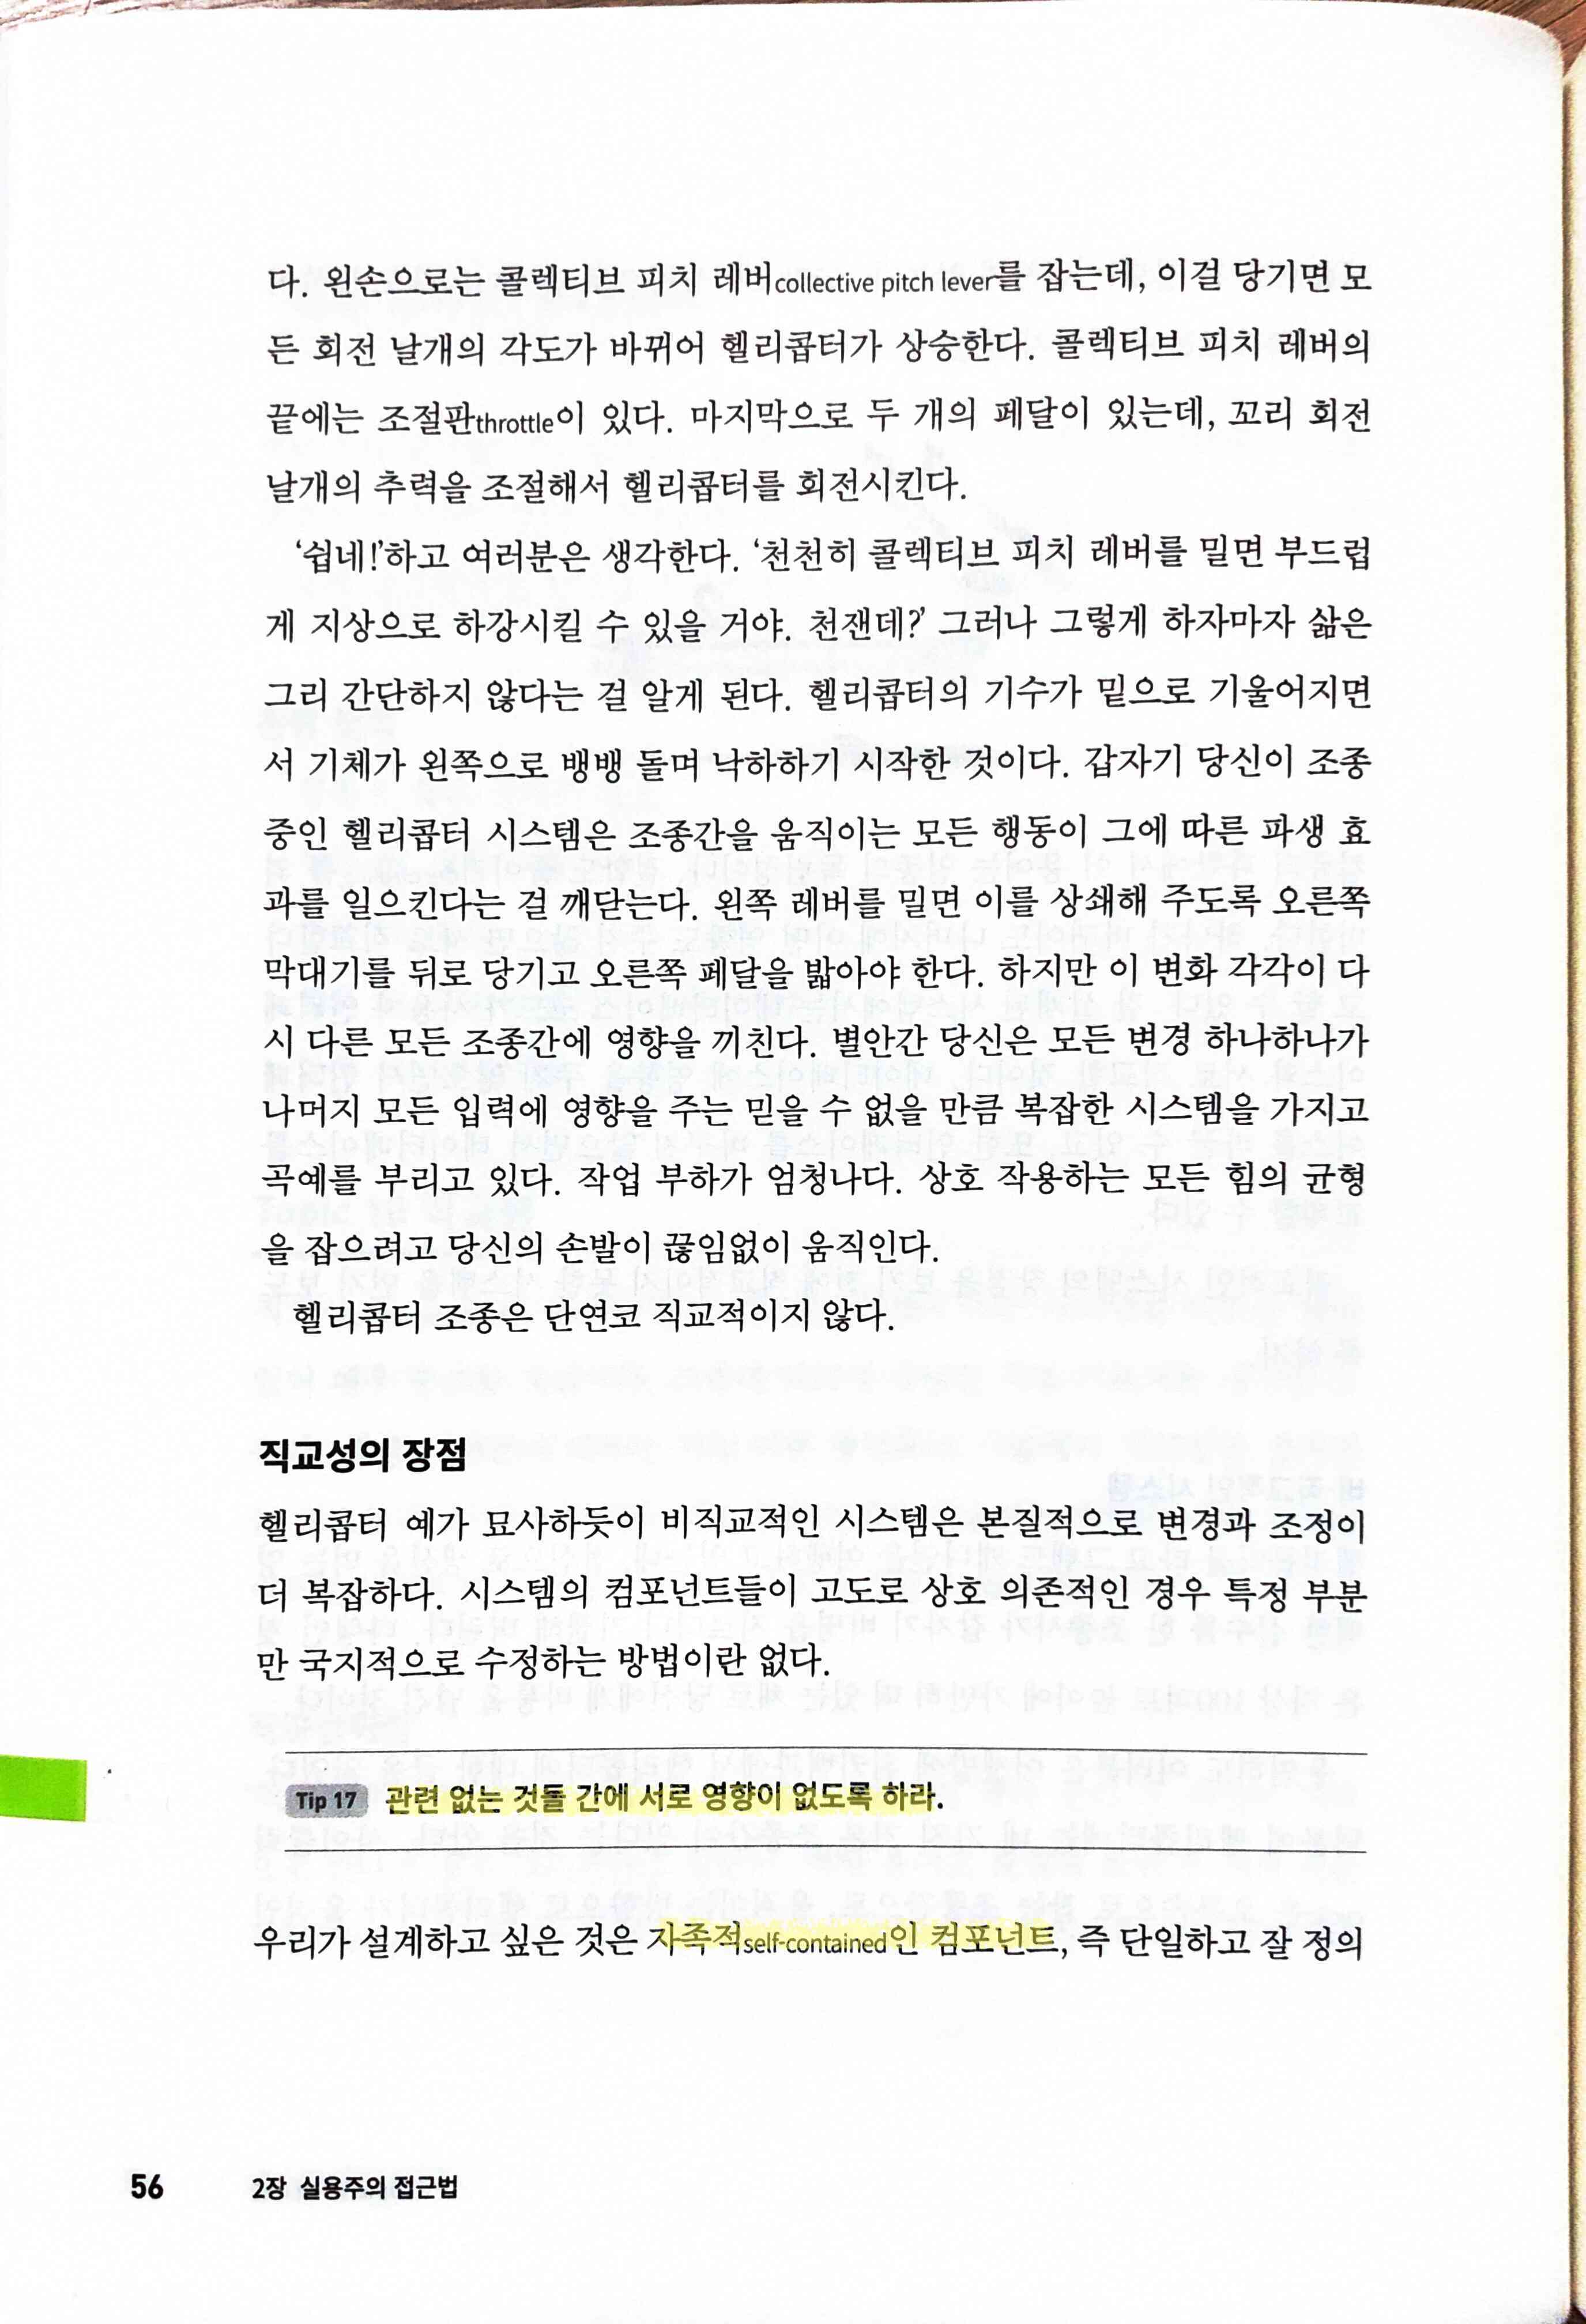 다. 왼손으로는 콜렉티브 피치 레버collective pitch lever를 잡는데, 이걸 당기면 모
든 회전 날개의 각도가 바뀌어 헬리콥터가 상승한다. 콜렉티브 피치 레버의
끝에는 조절판throttle이 있다. 마지막으로 두 개의 페달이 있는데, 꼬리 회전
날개의 추력을 조절해서 헬리콥터를 회전시킨다.
‘쉽네!’하고 여러분은 생각한다. ‘천천히 콜렉티브 피치 레버를 밀면 부드럽
게 지상으로 하강시킬 수 있을 거야. 천잰데?’ 그러나 그렇게 하자마자 삶은
그리 간단하지 않다는 걸 알게 된다. 헬리콥터의 기수가 밑으로 기울어지면
서 기체가 왼쪽으로 뱅뱅 돌며 낙하하기 시작한 것이다. 갑자기 당신이 조종
중인 헬리콥터 시스템은 조종간을 움직이는 모든 행동이 그에 따른 파생 효
과를 일으킨다는 걸 깨닫는다. 왼쪽 레버를 밀면 이를 상쇄해 주도록 오른쪽
막대기를 뒤로 당기고 오른쪽 페달을 밟아야 한다. 하지만 이 변화 각각이 다
시 다른 모든 조종간에 영향을 끼친다. 별안간 당신은 모든 변경 하나하나가
나머지 모든 입력에 영향을 주는 믿을 수 없을 만큼 복잡한 시스템을 가지고
곡예를 부리고 있다. 작업 부하가 엄청나다. 상호 작용하는 모든 힘의 균형
을 잡으려고 당신의 손발이 끊임없이 움직인다.
헬리콥터 조종은 단연코 직교적이지 않다.
직교성의 장점
헬리콥터 예가 묘사하듯이 비직교적인 시스템은 본질적으로 변경과 조정이
더 복잡하다. 시스템의 컴포넌트들이 고도로 상호 의존적인 경우 특정 부분
만 국지적으로 수정하는 방법이란 없다.
Tip 17 관련 없는 것들 간에 서로 영향이 없도록 하라.
우리가 설계하고 싶은 것은 자족적self-contained인 컴포넌트, 즉 단일하고 잘 정의
56 2장 실용주의 접근법